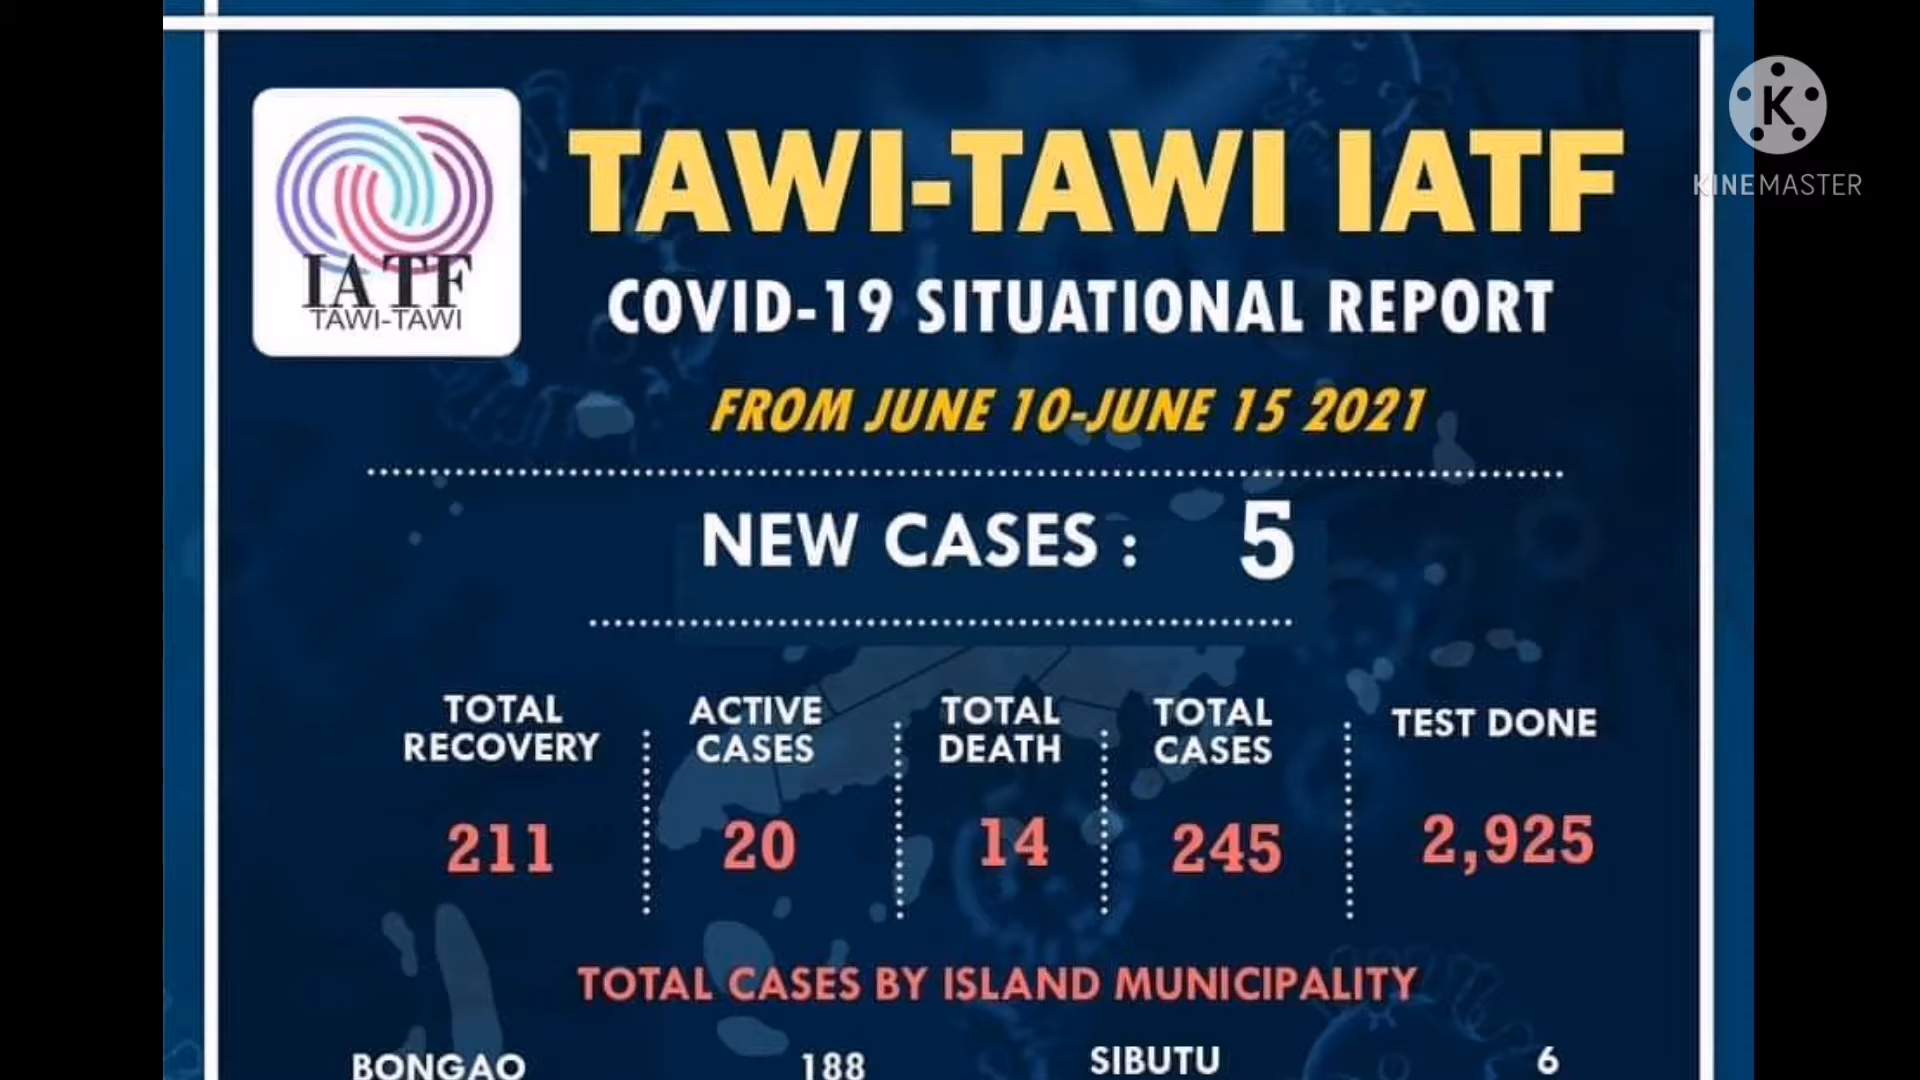 TAWI-TAWI IATF
IATF
TAWI-TAWI
COVID-19 SITUATIONAL REPORT
FROM JUNE 10-JUNE 15 2021
NEW CASES : 5
TOTAL RECOVERY
211
ACTIVE CASES
20
TOTAL DEATH
14
TOTAL CASES
245
TEST DONE
2,925
TOTAL CASES BY ISLAND MUNICIPALITY
BONGAO 188
SIBUTU 6
K
KINEMASTER